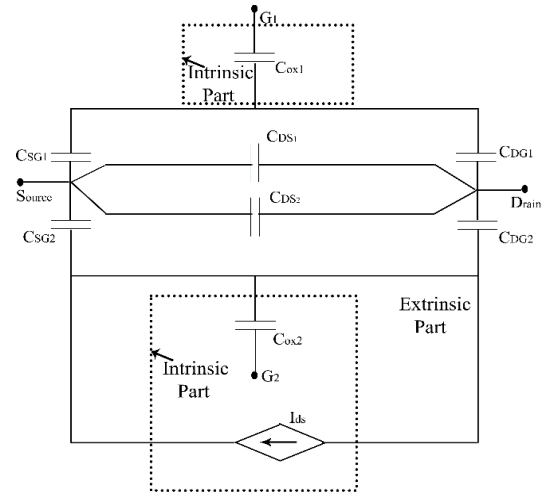 G1
Cox1
Intrinsic
Part
CDS1
CSG1
CDG1
Source
Drain
CDS2
CSG2
CDG2
Extrinsic
Part
Cox2
Intrinsic
Part
G2
Ids